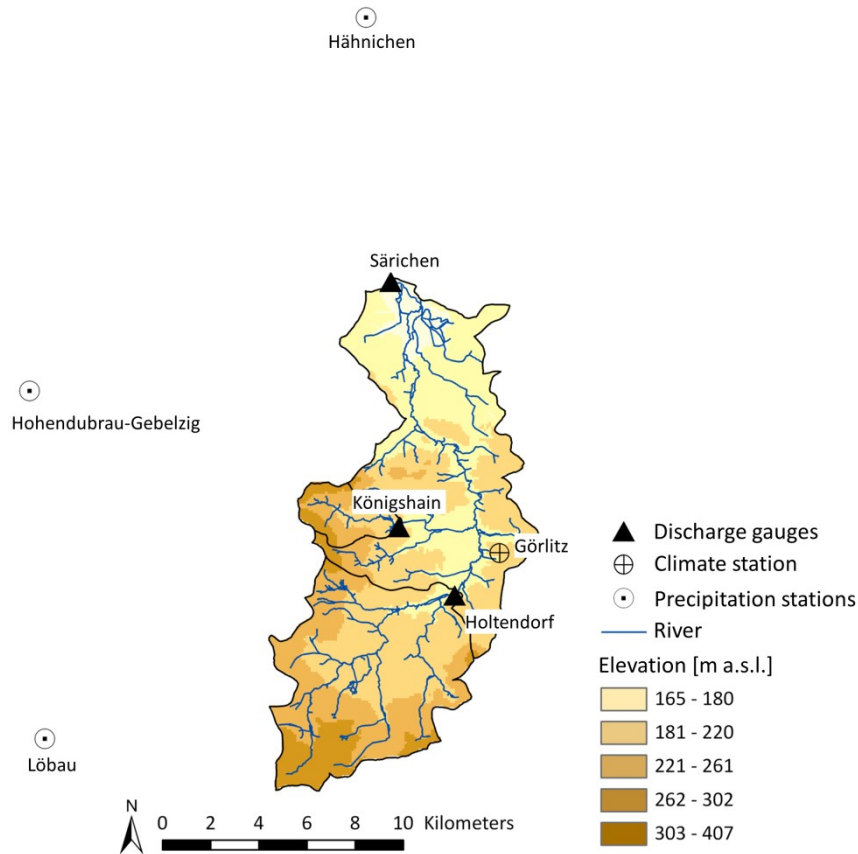 Hähnichen
Särichen
Hohendubrau-Gebelzig
Königshain
Görlitz
Holtendorf
Löbau
Discharge gauges
Climate station
Precipitation stations
River
Elevation [m a.s.l.]
165 - 180
181 - 220
221 - 261
262 - 302
303 - 407
N
0 2 4 6 8 10 Kilometers